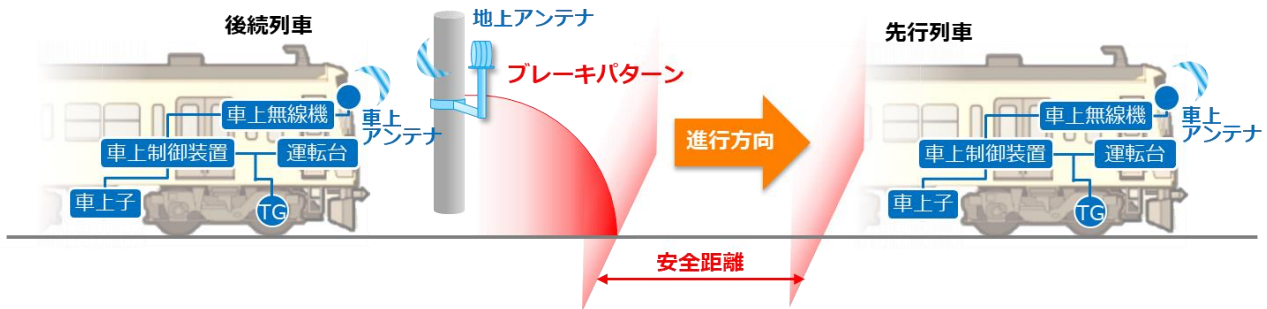 後続列車
地上アンテナ
先行列車
ブレーキパターン
車上無線機
車上
アンテナ
車上制御装置
運転台
車上子
TG
進行方向
車上無線機
車上
アンテナ
車上制御装置
運転台
車上子
TG
安全距離